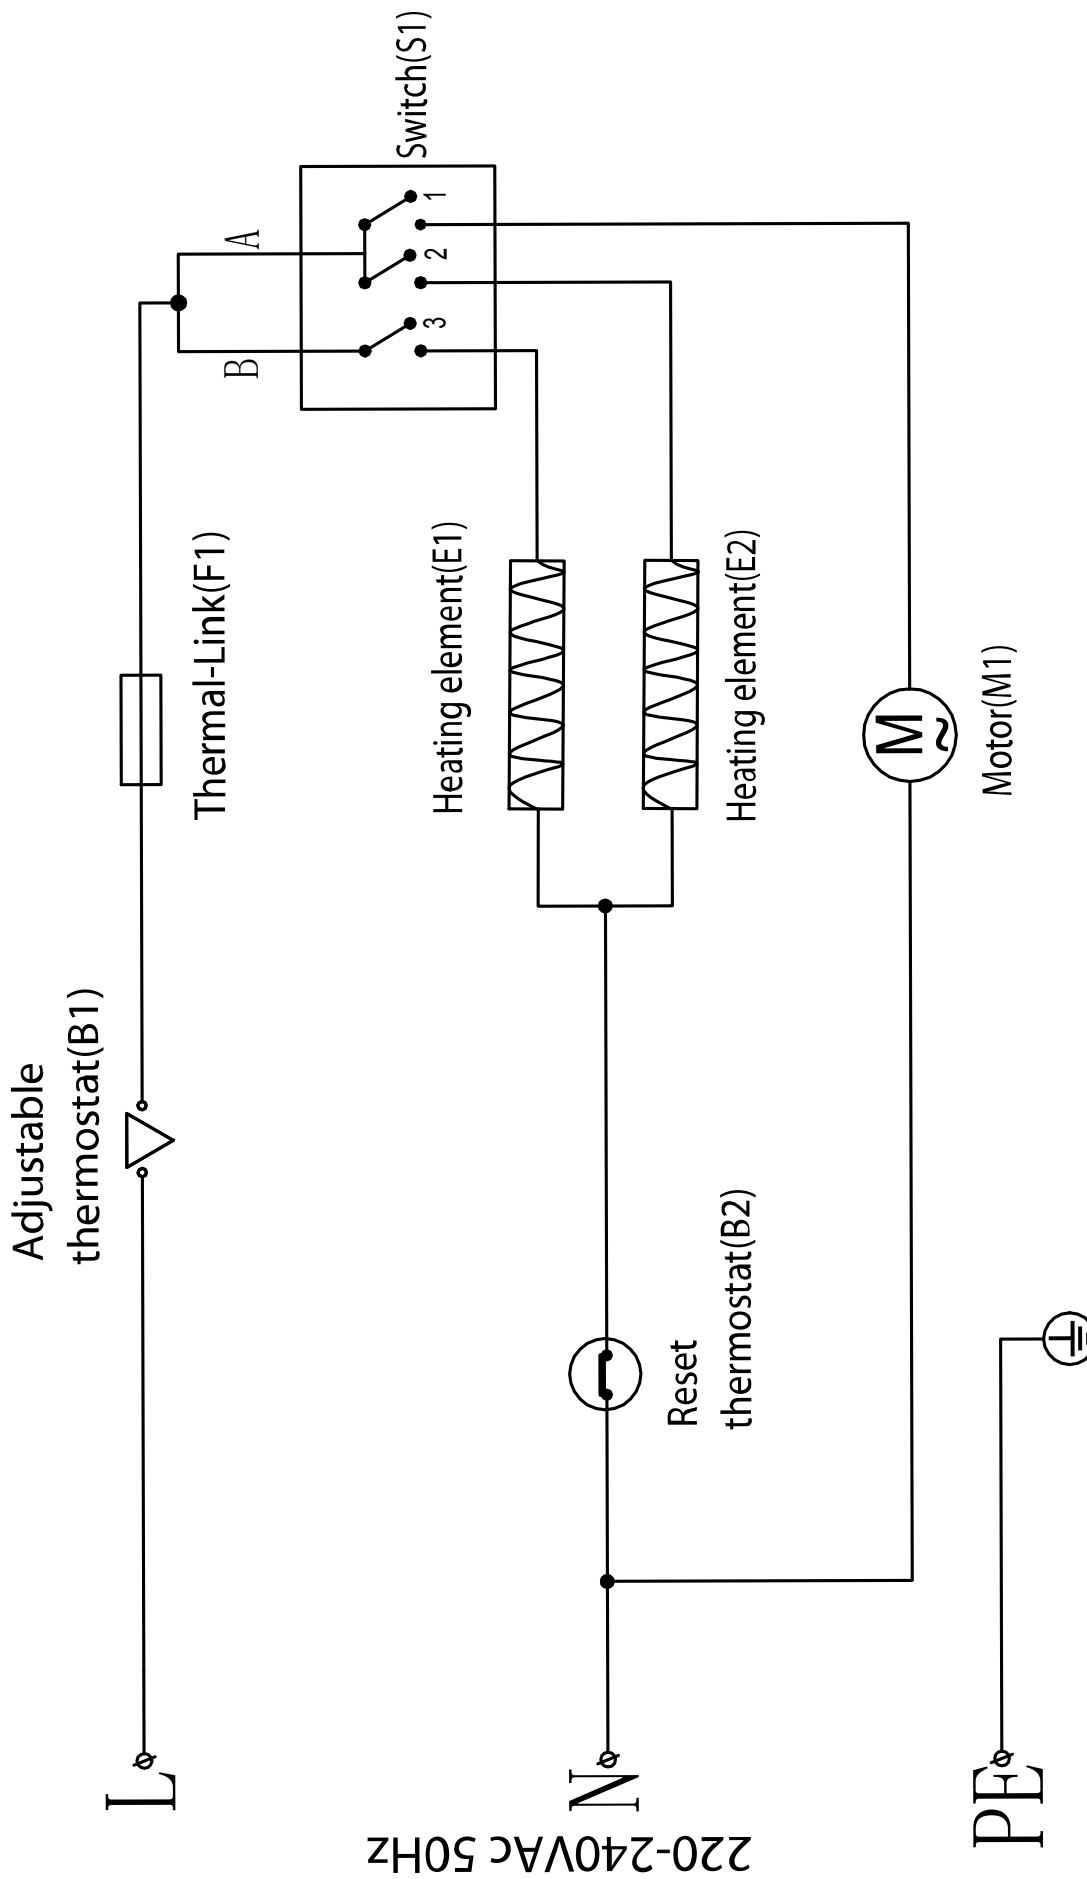 Switch(S1)
A
B
1
2
3
Thermal-Link(F1)
Heating element(E1)
Heating element(E2)
M
~
Motor(M1)
Adjustable
thermostat(B1)
Reset
thermostat(B2)
L
N
PE
220-240VAc 50Hz